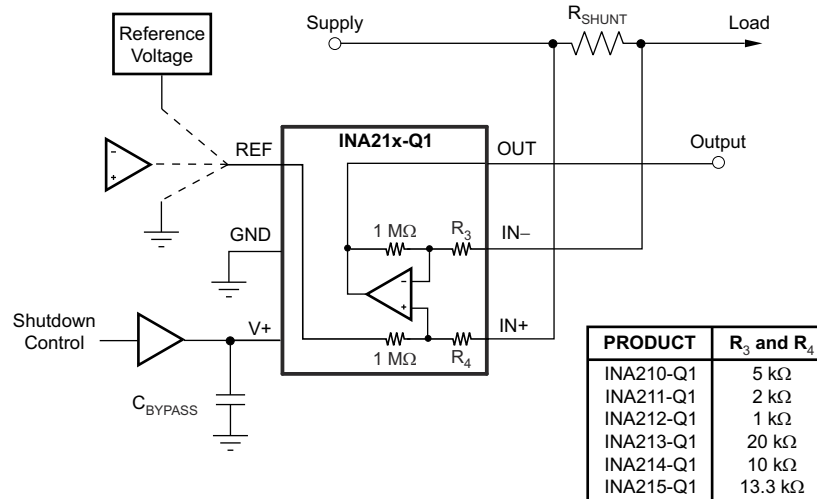 R_SHUNT
Supply
Load
Reference
Voltage
INA21x-Q1
REF
OUT
Output
-
+
1 MΩ
R3
GND
IN−
-
+
Shutdown
Control
V+
1 MΩ
R4
IN+
C_BYPASS
PRODUCT R3 and R4
INA210-Q1 5 kΩ
INA211-Q1 2 kΩ
INA212-Q1 1 kΩ
INA213-Q1 20 kΩ
INA214-Q1 10 kΩ
INA215-Q1 13.3 kΩ